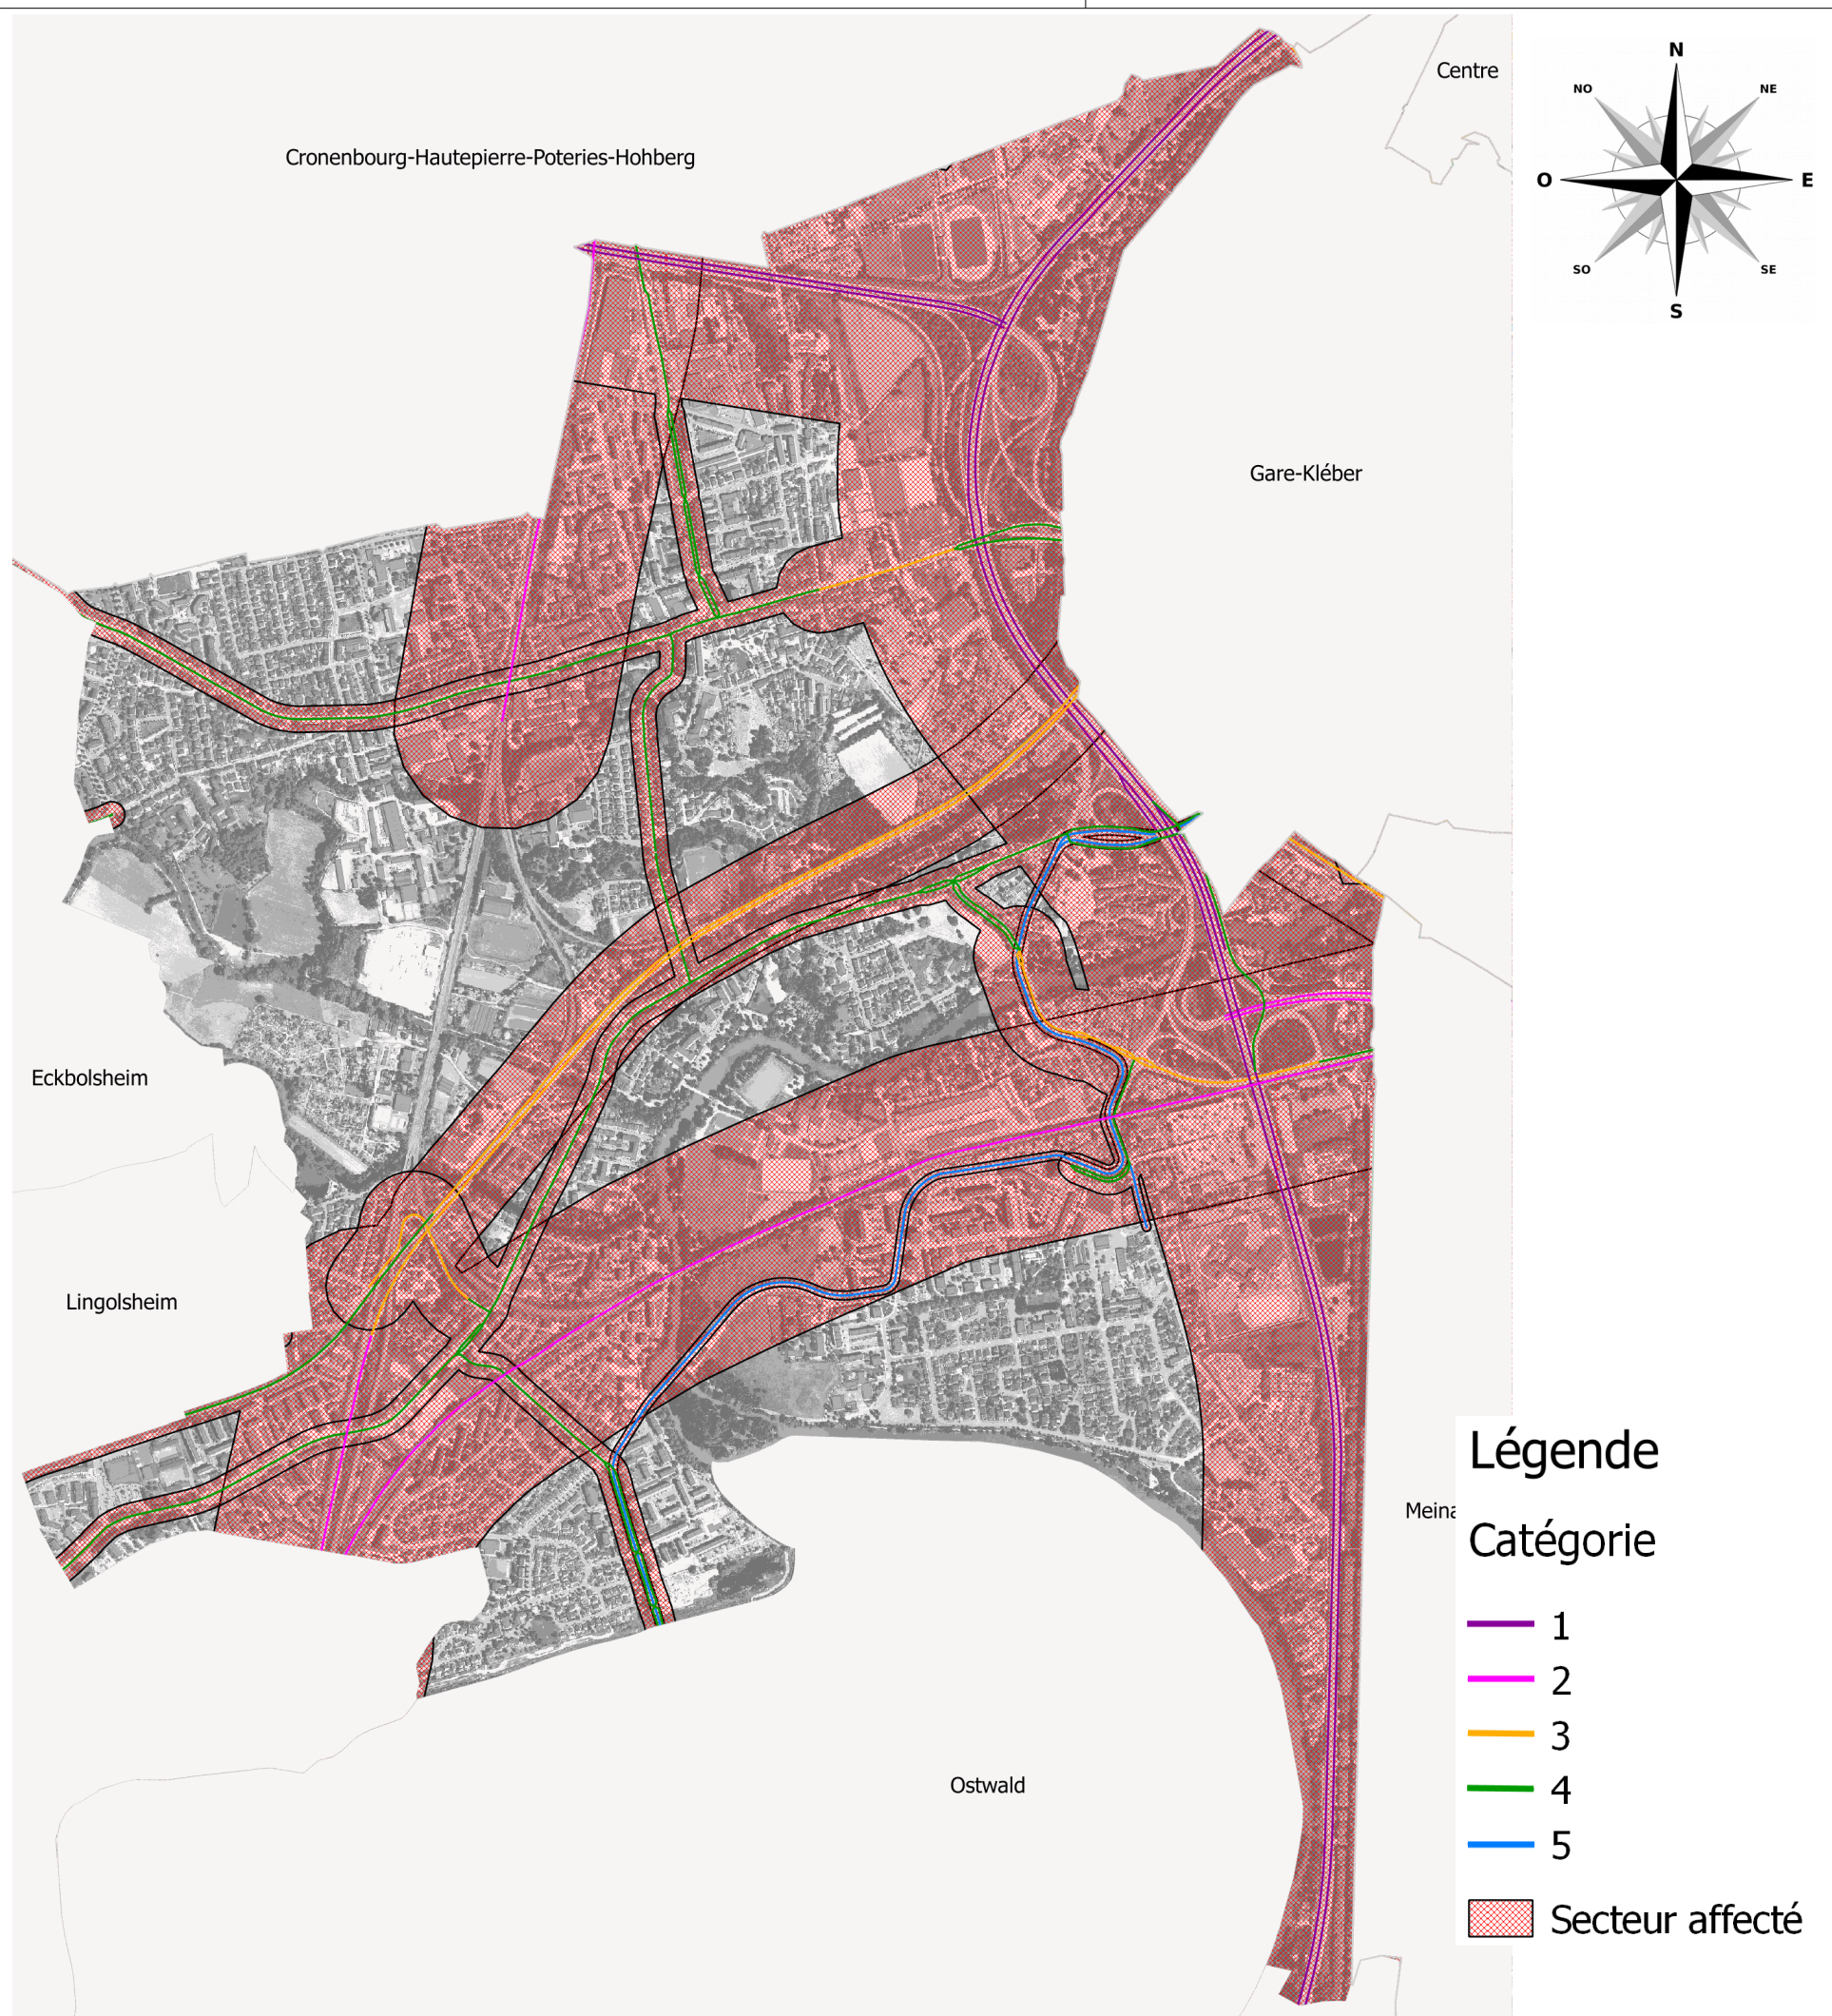 Centre
N
NO
NE
Cronenbourg-Hautepierre-Poteries-Hohberg
O
E
SO
SE
S
Gare-Kléber
Eckbolsheim
Lingolsheim
Légende
Meina
Catégorie
1
2
3
Ostwald
4
5
Secteur affecté